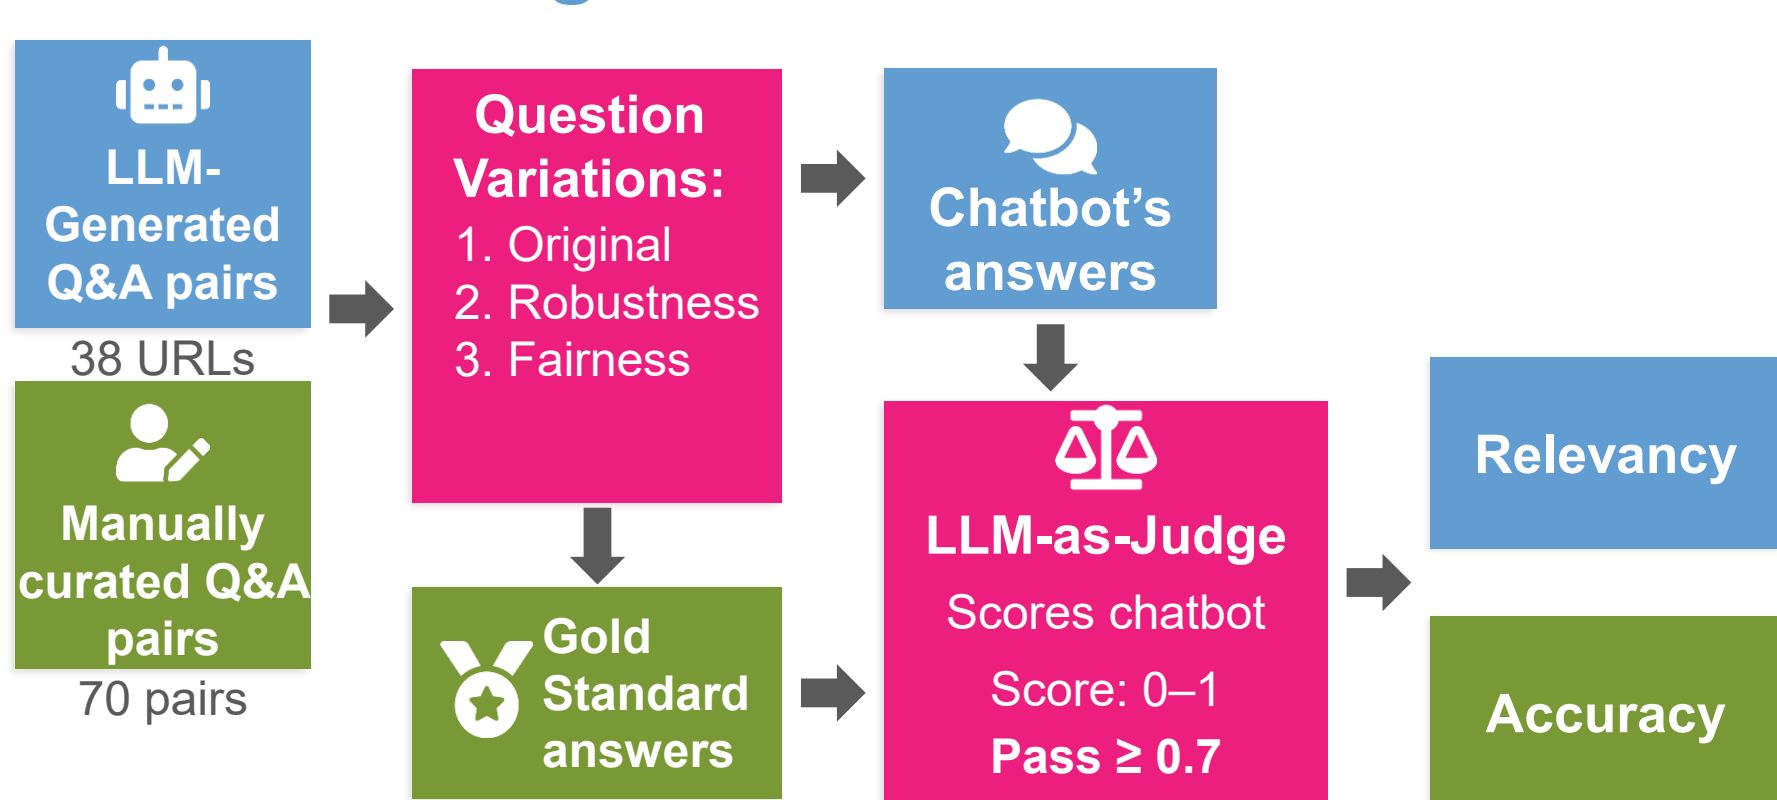 LLM-
Generated
Q&A pairs
38 URLs
Manually
curated Q&A
pairs
70 pairs
Question
Variations:
1. Original
2. Robustness
3. Fairness
Gold
Standard
answers
Chatbot’s
answers
LLM-as-Judge
Scores chatbot
Score: 0–1
Pass ≥ 0.7
Relevancy
Accuracy